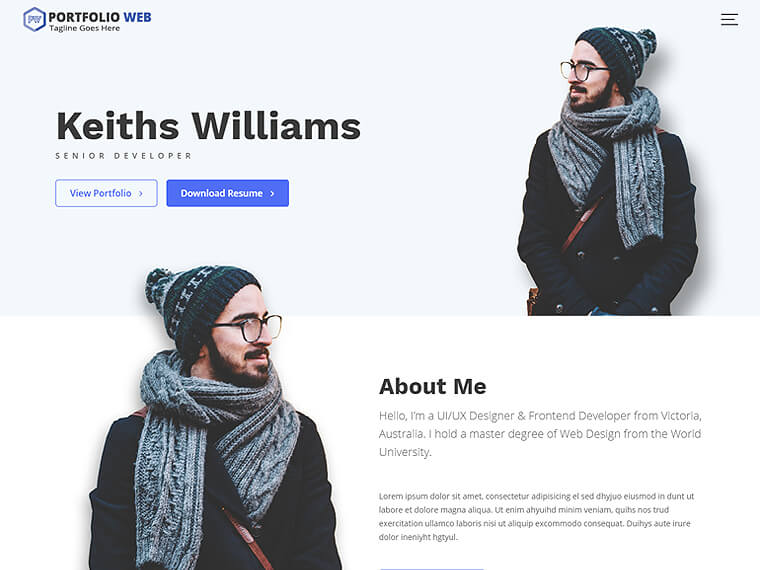 PW PORTFOLIO WEB
Tagline Goes Here
Keiths Williams
SENIOR DEVELOPER
View Portfolio
Download Resume
About Me
Hello, I'm a UI/UX Designer & Frontend Developer from Victoria,
Australia. I hold a master degree of Web Design from the World
University.
Lorem ipsum dolor sit amet, consectetur adipisicing el sed dhyjuo eiusmod in dunt ut
labore et dolore magna aliqua. Ut enim ahyuihd minim veniam, quihs nos trud
exercitation ullamco laboris nisi ut aliquip excommodo consequat. Duihys aute irure
dolor ineniyht hgtyul.